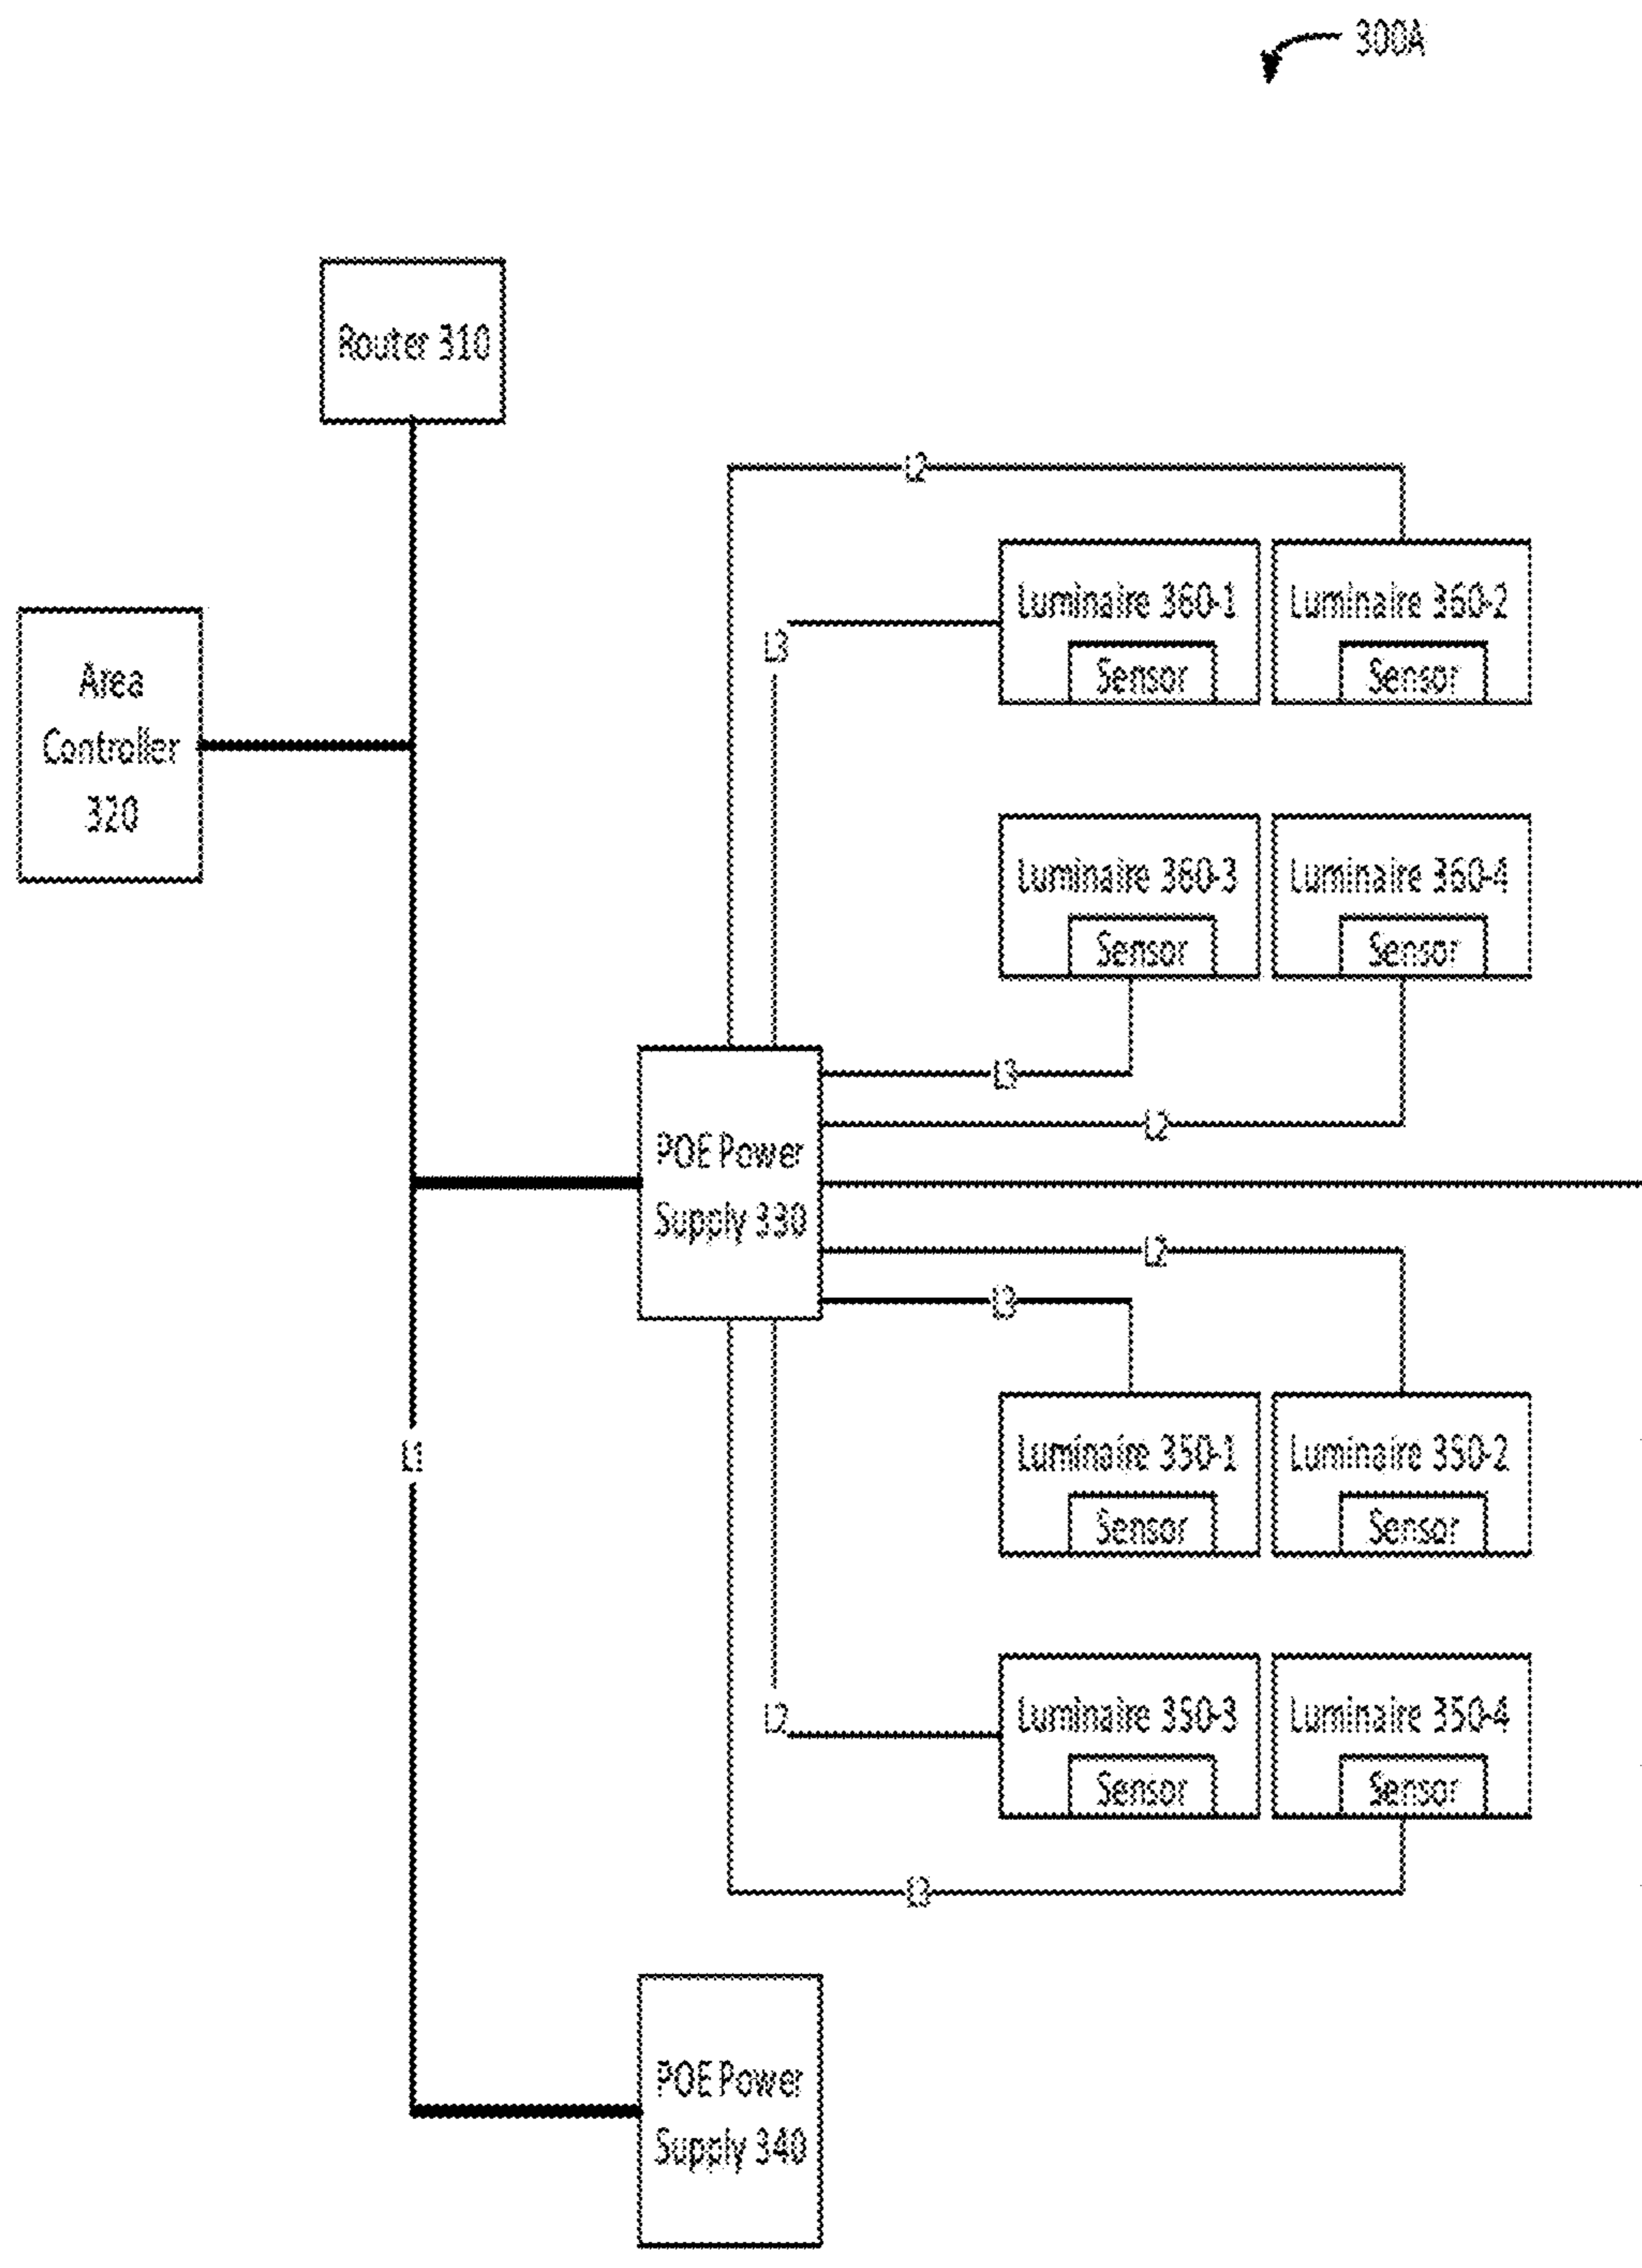 300A
Router 310
L2
Luminaire 360-1
Luminaire 360-2
L3
Sensor
Sensor
Area
Controller
320
Luminaire 360-3
Luminaire 360-4
Sensor
Sensor
L3
L2
POE Power
Supply 330
L2
L3
L1
Luminaire 350-1
Luminaire 350-2
Sensor
Sensor
L2
Luminaire 350-3
Luminaire 350-4
Sensor
Sensor
L3
POE Power
Supply 340